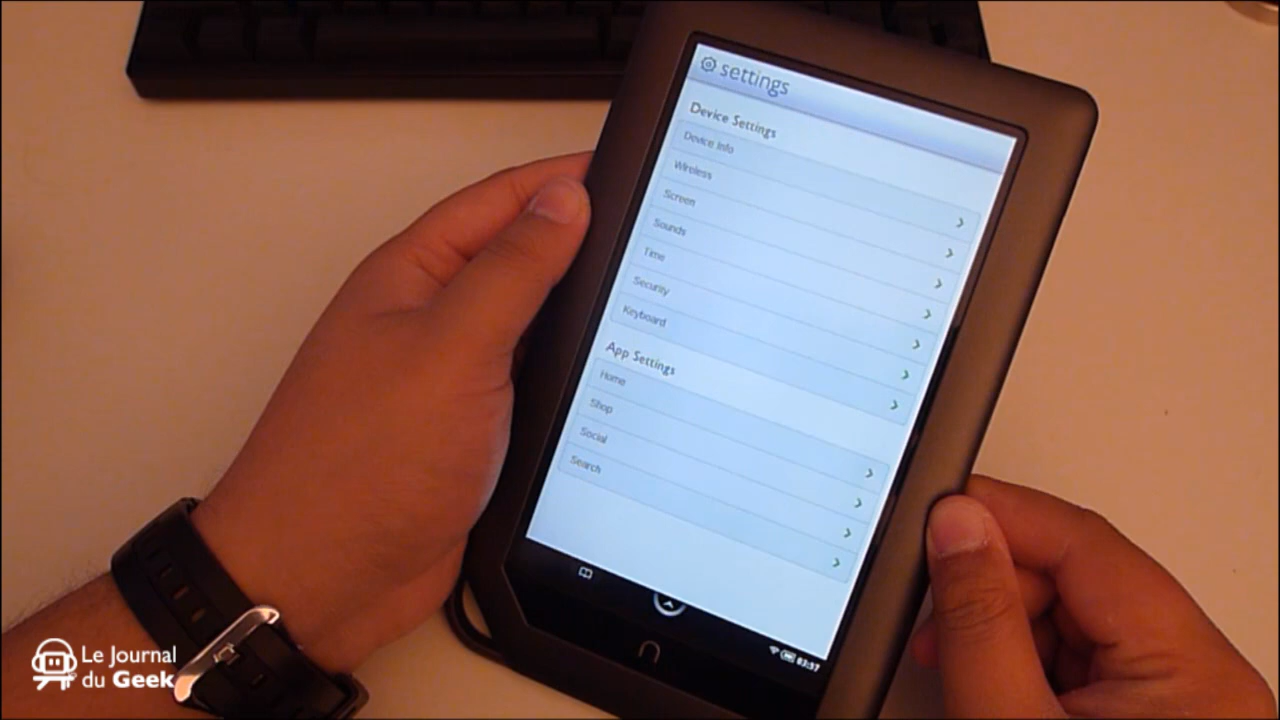 settings
Device Settings
Device Info
Wireless
Screen
Sounds
Time
Security
Keyboard
App Settings
Home
Shop
Social
Search
03:37
Le Journal
du Geek